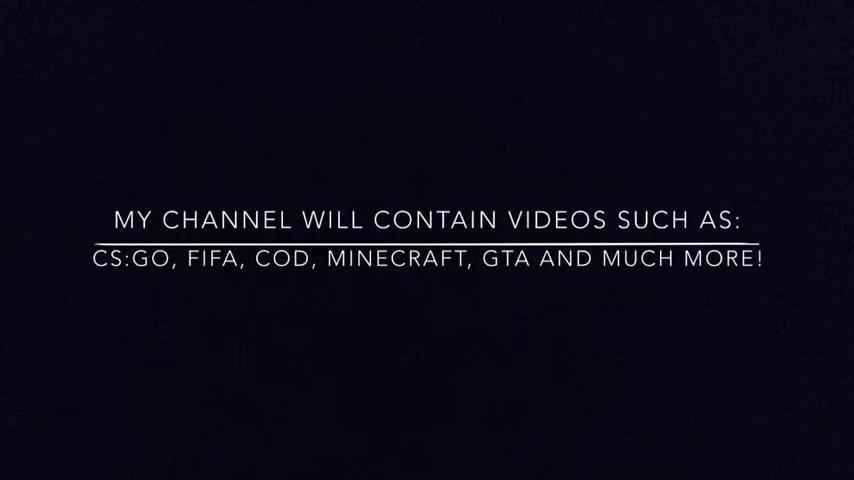 MY CHANNEL WILL CONTAIN VIDEOS SUCH AS:
CS:GO, FIFA, COD, MINECRAFT, GTA AND MUCH MORE!